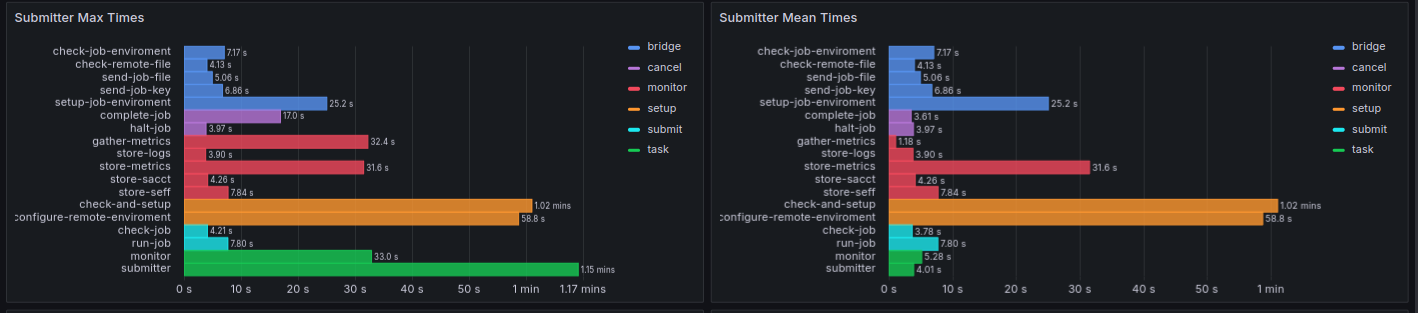 Submitter Max Times
check-job-enviroment 7.17 s
check-remote-file 4.13 s
send-job-file 5.06 s
send-job-key 6.86 s
setup-job-enviroment 25.2 s
complete-job 17.0 s
halt-job 3.97 s
gather-metrics 32.4 s
store-logs 3.90 s
store-metrics 31.6 s
store-sacct 4.26 s
store-seff 7.84 s
check-and-setup 1.02 mins
configure-remote-enviroment 58.8 s
check-job 4.21 s
run-job 7.80 s
monitor 33.0 s
submitter 1.15 mins
0 s 10 s 20 s 30 s 40 s 50 s 1 min 1.17 mins
bridge
cancel
monitor
setup
submit
task
Submitter Mean Times
check-job-enviroment 7.17 s
check-remote-file 4.13 s
send-job-file 5.06 s
send-job-key 6.86 s
setup-job-enviroment 25.2 s
complete-job 3.61 s
halt-job 3.97 s
gather-metrics 1.18 s
store-logs 3.90 s
store-metrics 31.6 s
store-sacct 4.26 s
store-seff 7.84 s
check-and-setup 1.02 mins
configure-remote-enviroment 58.8 s
check-job 3.78 s
run-job 7.80 s
monitor 5.28 s
submitter 4.01 s
0 s 10 s 20 s 30 s 40 s 50 s 1 min
bridge
cancel
monitor
setup
submit
task